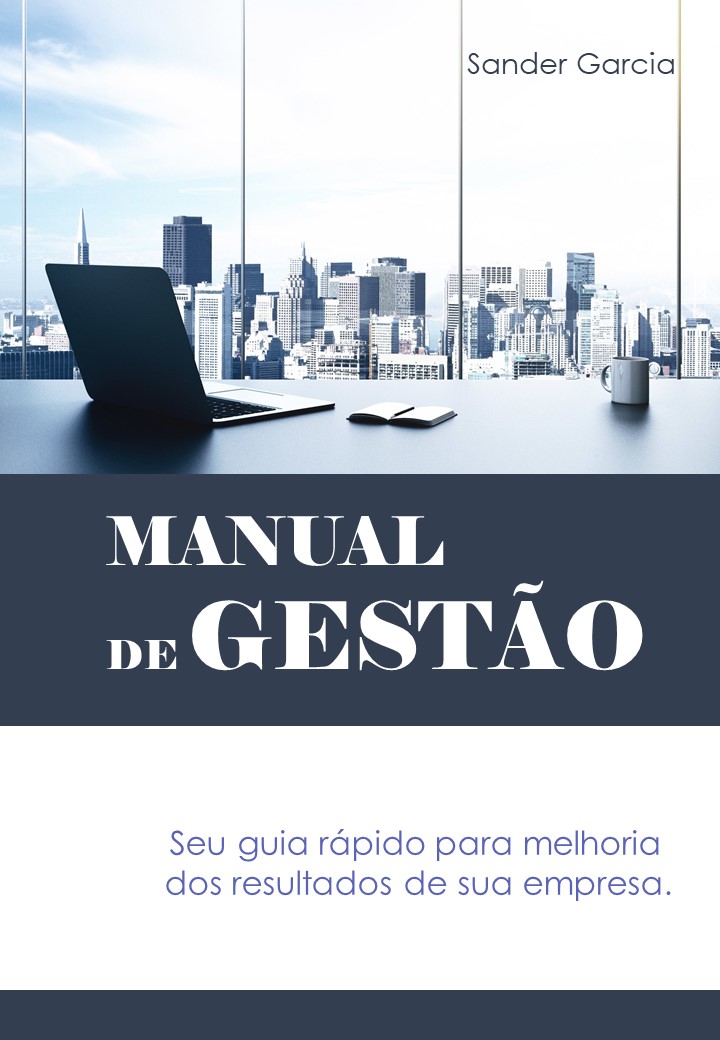 Sander Garcia
MANUAL
DE GESTÃO
Seu guia rápido para melhoria
dos resultados de sua empresa.